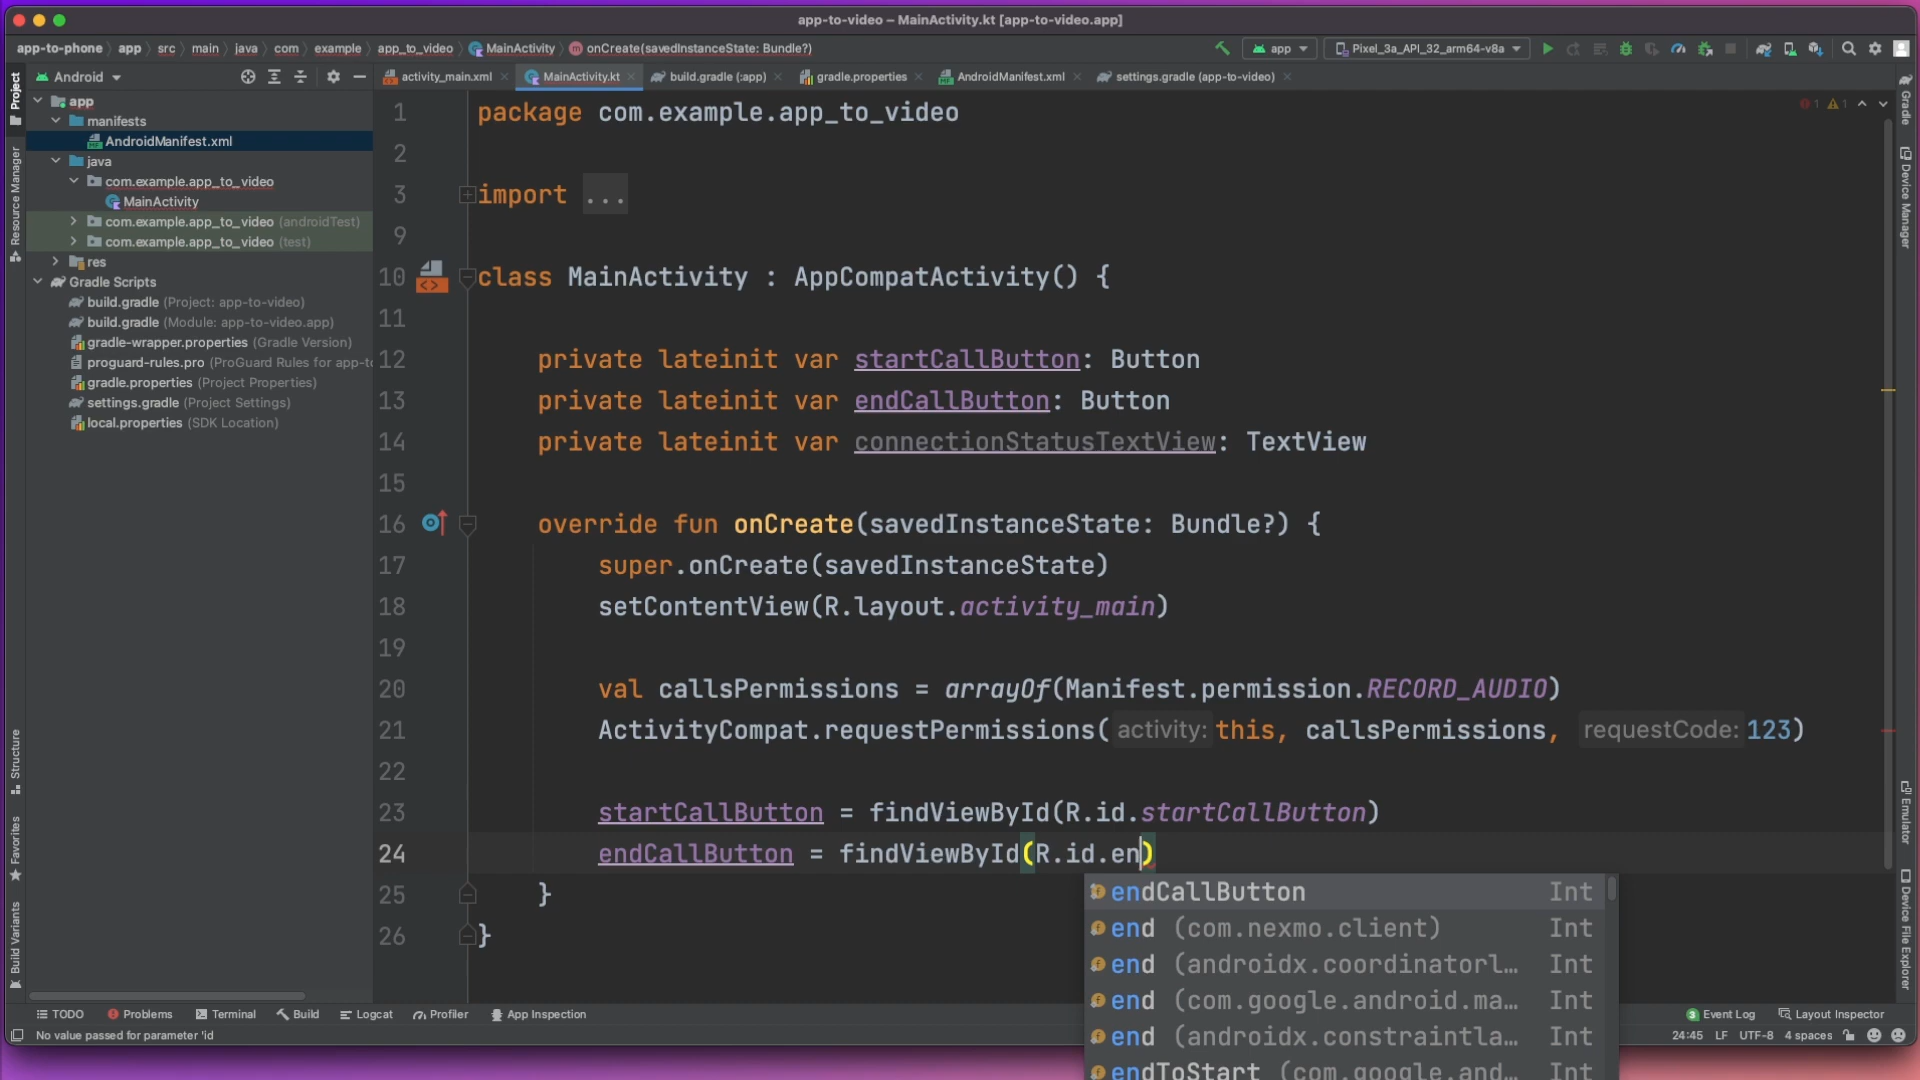 app-to-video – MainActivity.kt [app-to-video.app]
app-to-phone app src main java com example app_to_video MainActivity onCreate(savedInstanceState: Bundle?)
app Pixel_3a_API_32_arm64-v8a
Project
Android
activity_main.xml MainActivity.kt build.gradle (:app) gradle.properties AndroidManifest.xml settings.gradle (app-to-video)
app
manifests
AndroidManifest.xml
java
com.example.app_to_video
MainActivity
com.example.app_to_video (androidTest)
com.example.app_to_video (test)
res
Gradle Scripts
build.gradle (Project: app-to-video)
build.gradle (Module: app-to-video.app)
gradle-wrapper.properties (Gradle Version)
proguard-rules.pro (ProGuard Rules for app-to
gradle.properties (Project Properties)
settings.gradle (Project Settings)
local.properties (SDK Location)
Resource Manager
Structure
Favorites
Build Variants
1 package com.example.app_to_video
2
3 import ...
9
10 class MainActivity : AppCompatActivity() {
11
12 private lateinit var startCallButton: Button
13 private lateinit var endCallButton: Button
14 private lateinit var connectionStatusTextView: TextView
15
16 override fun onCreate(savedInstanceState: Bundle?) {
17 super.onCreate(savedInstanceState)
18 setContentView(R.layout.activity_main)
19
20 val callsPermissions = arrayOf(Manifest.permission.RECORD_AUDIO)
21 ActivityCompat.requestPermissions( activity: this, callsPermissions, requestCode: 123)
22
23 startCallButton = findViewById(R.id.startCallButton)
24 endCallButton = findViewById(R.id.en)
25 }
26 }
endCallButton Int
end (com.nexmo.client) Int
end (androidx.coordinatorl… Int
end (com.google.android.ma… Int
end (androidx.constraintla… Int
endToStart (com.google.and… Int
1 1
Gradle
Device Manager
Emulator
Device File Explorer
TODO Problems Terminal Build Logcat Profiler App Inspection
3 Event Log Layout Inspector
No value passed for parameter 'id
24:45 LF UTF-8 4 spaces